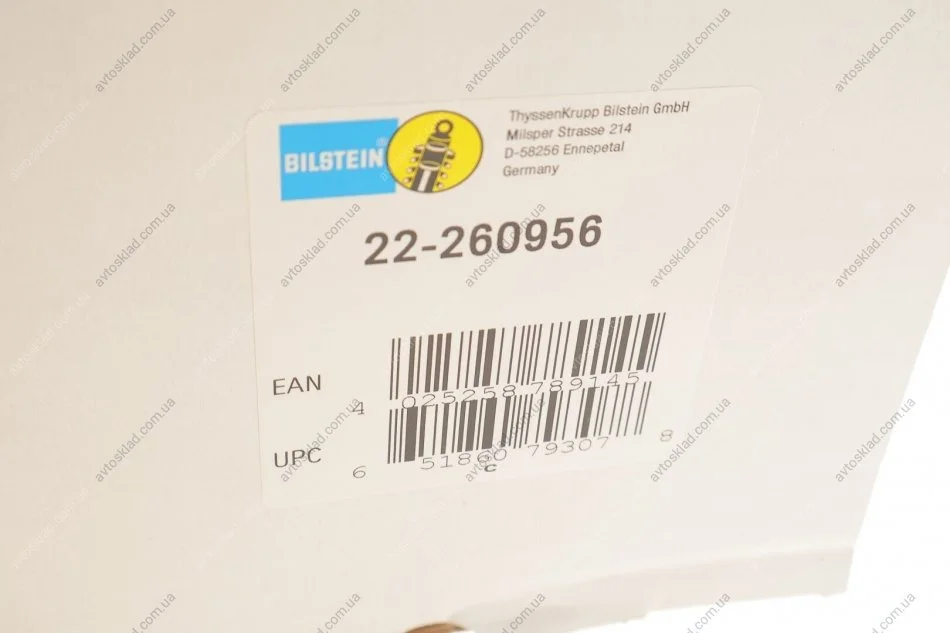 BILSTEIN®
ThyssenKrupp Bilstein GmbH
Milsper Strasse 214
D-58256 Ennepetal
Germany
22-260956
EAN
4 025258 789145
UPC
6 51860 79307 8
C
avtosklad.com.ua